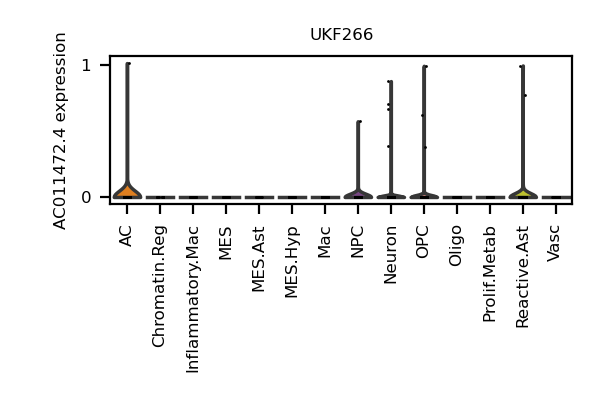 UKF266
AC011472.4 expression
1
0
AC
Chromatin.Reg
Inflammatory.Mac
MES
MES.Ast
MES.Hyp
Mac
NPC
Neuron
OPC
Oligo
Prolif.Metab
Reactive.Ast
Vasc